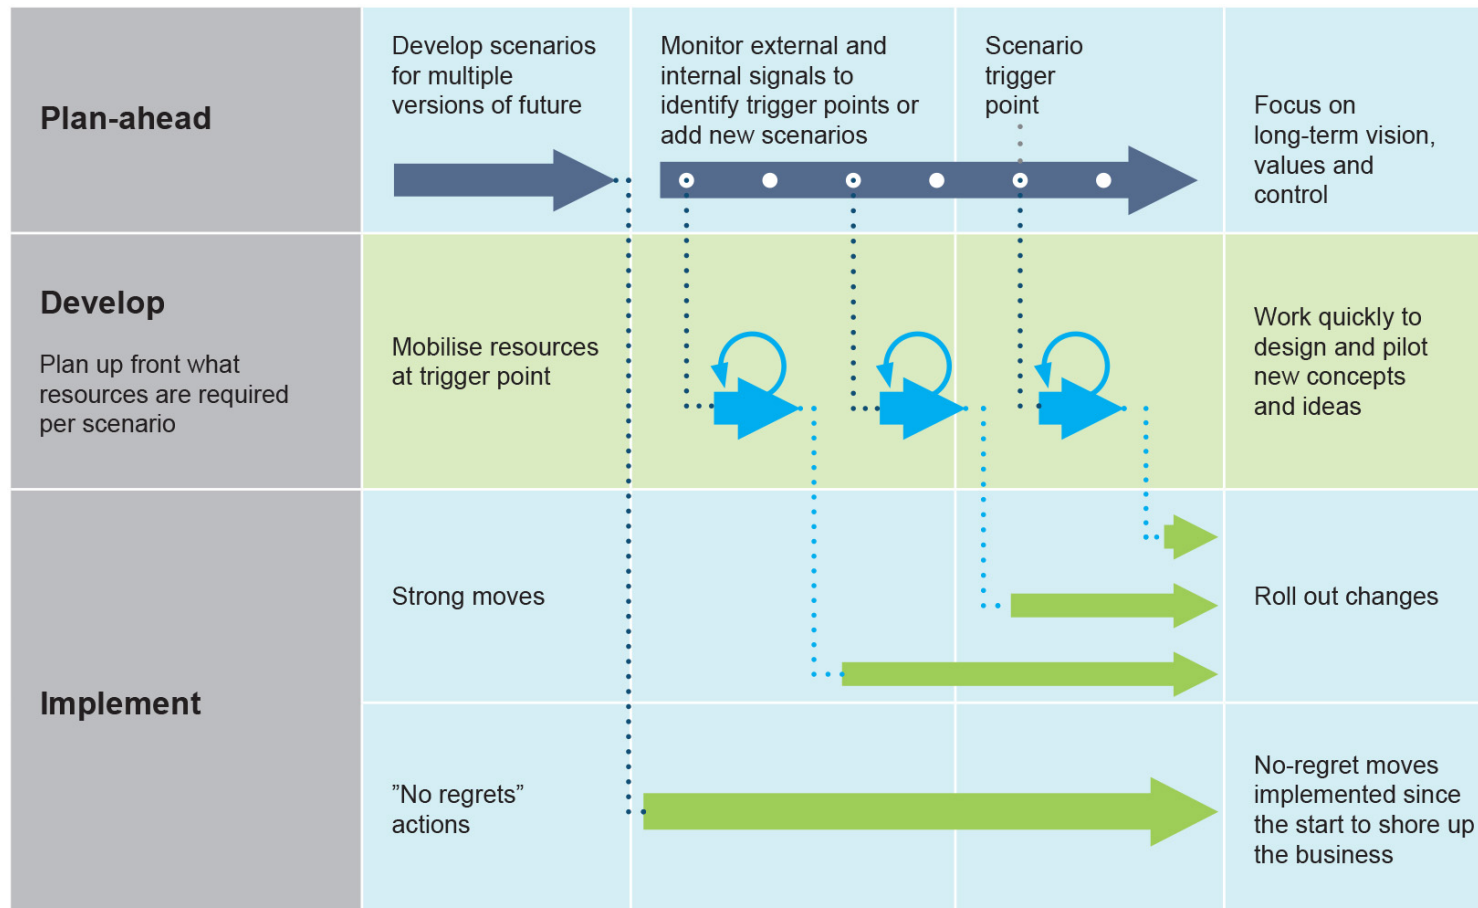 Plan-ahead
Develop scenarios
for multiple
versions of future
Monitor external and
internal signals to
identify trigger points or
add new scenarios
Scenario
trigger
point
Focus on
long-term vision,
values and
control
Develop
Plan up front what
resources are required
per scenario
Mobilise resources
at trigger point
Work quickly to
design and pilot
new concepts
and ideas
Implement
Strong moves
Roll out changes
”No regrets”
actions
No-regret moves
implemented since
the start to shore up
the business